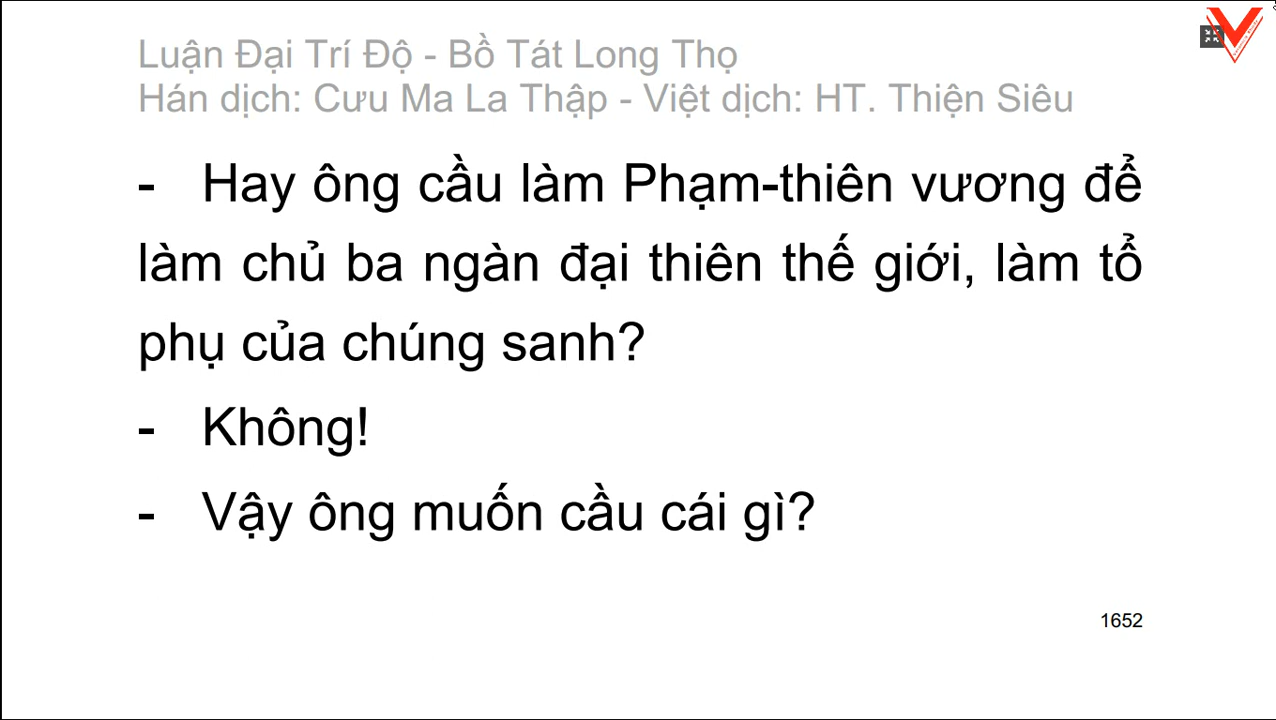 Luận Đại Trí Độ - Bồ Tát Long Thọ
Hán dịch: Cưu Ma La Thập - Việt dịch: HT. Thiện Siêu
- Hay ông cầu làm Phạm-thiên vương để
làm chủ ba ngàn đại thiên thế giới, làm tổ
phụ của chúng sanh?
- Không!
- Vậy ông muốn cầu cái gì?
1652